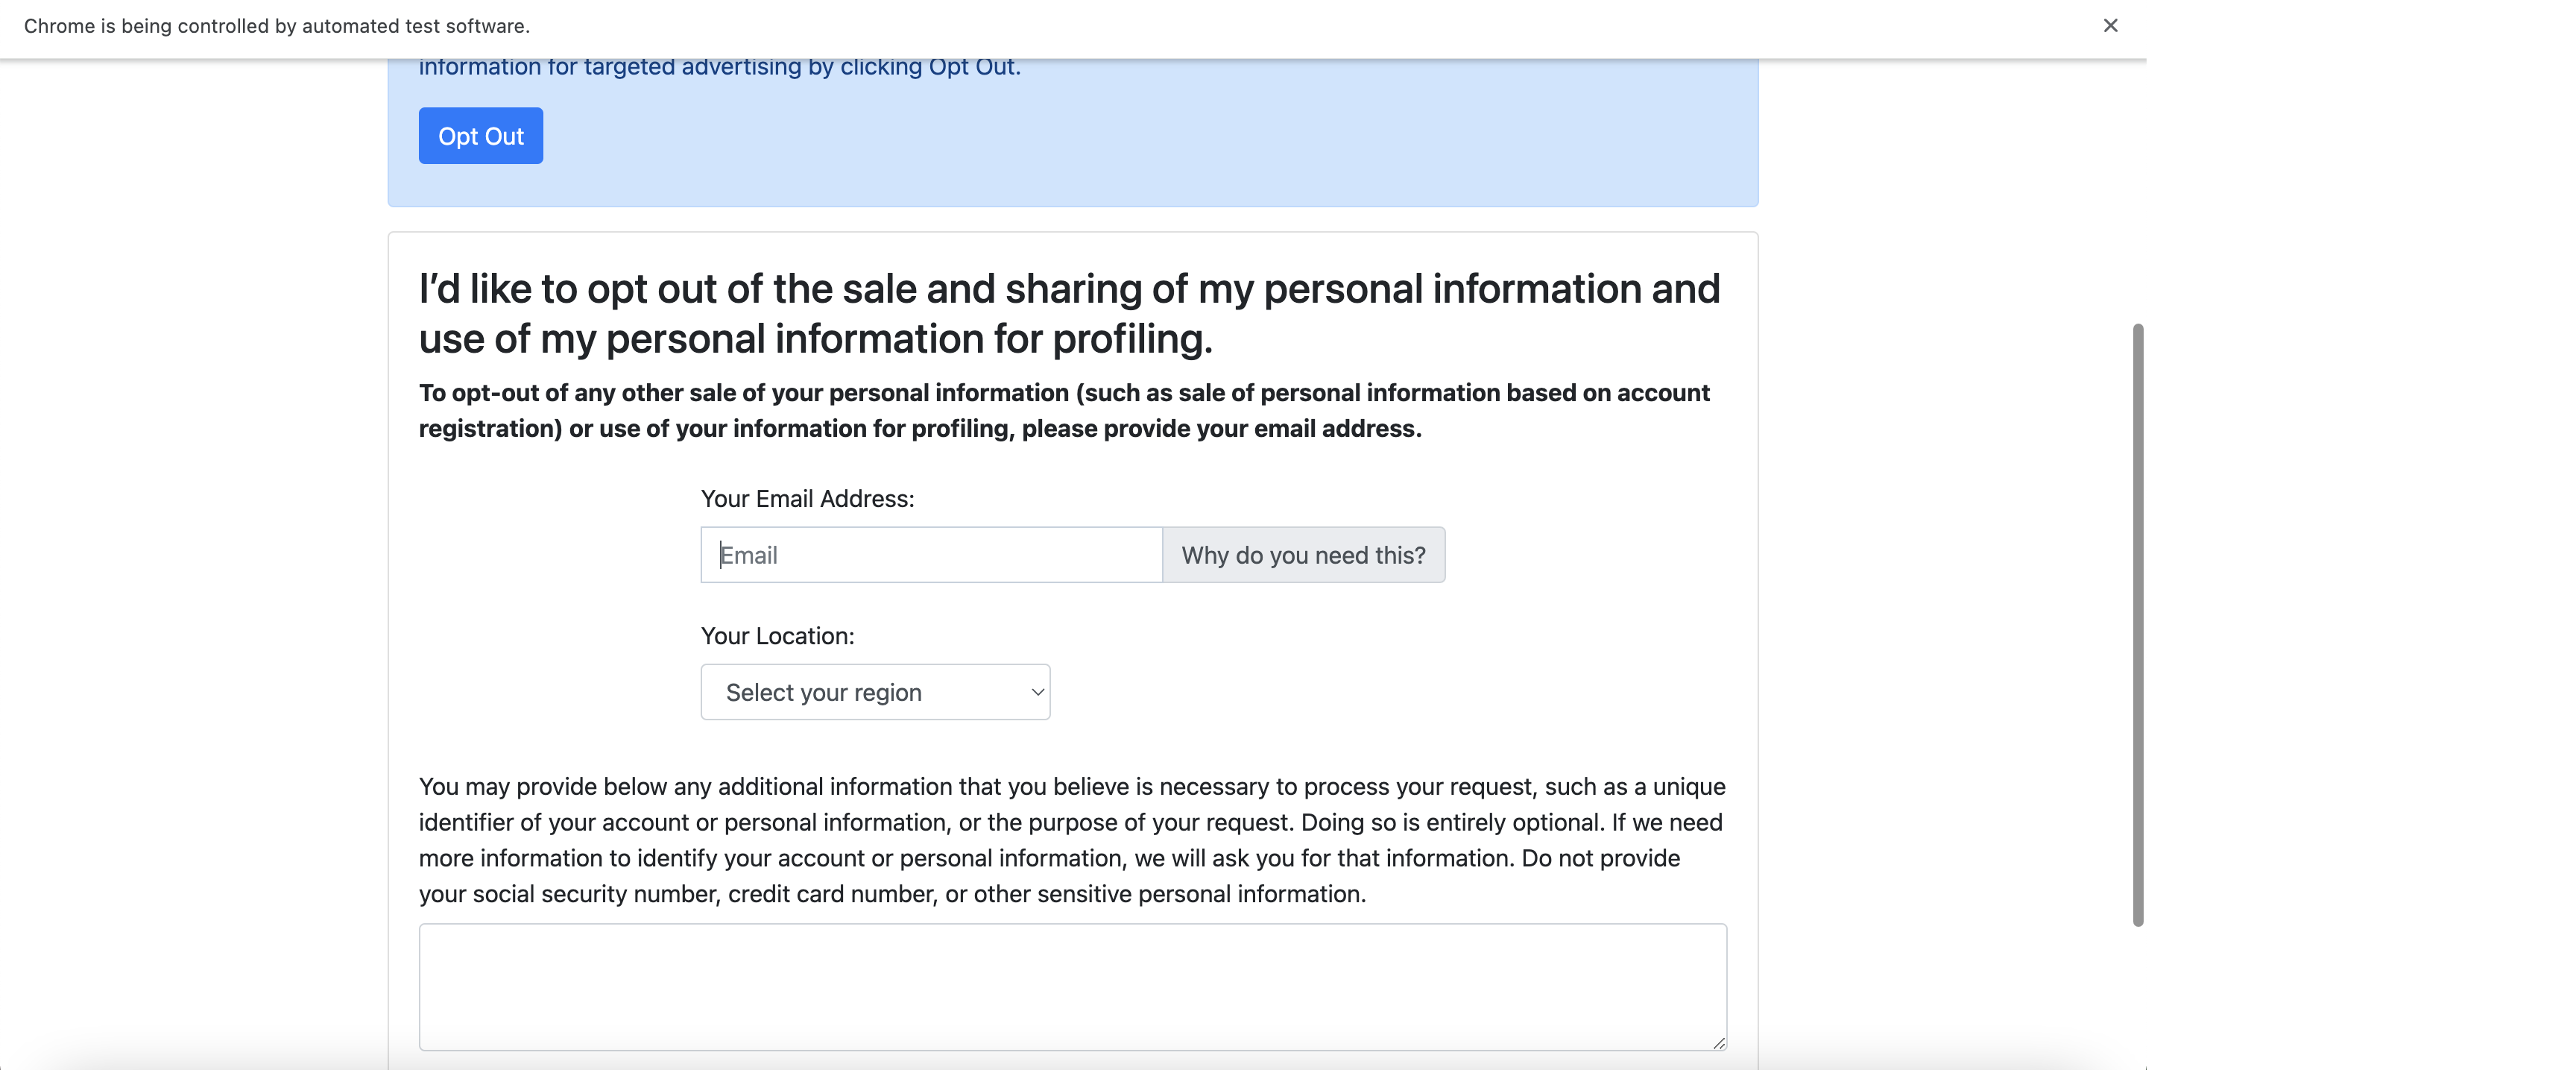 Chrome is being controlled by automated test software.
information for targeted advertising by clicking Opt Out.
Opt Out
I’d like to opt out of the sale and sharing of my personal information and
use of my personal information for profiling.
To opt-out of any other sale of your personal information (such as sale of personal information based on account
registration) or use of your information for profiling, please provide your email address.
Your Email Address:
Email
Why do you need this?
Your Location:
Select your region
You may provide below any additional information that you believe is necessary to process your request, such as a unique
identifier of your account or personal information, or the purpose of your request. Doing so is entirely optional. If we need
more information to identify your account or personal information, we will ask you for that information. Do not provide
your social security number, credit card number, or other sensitive personal information.